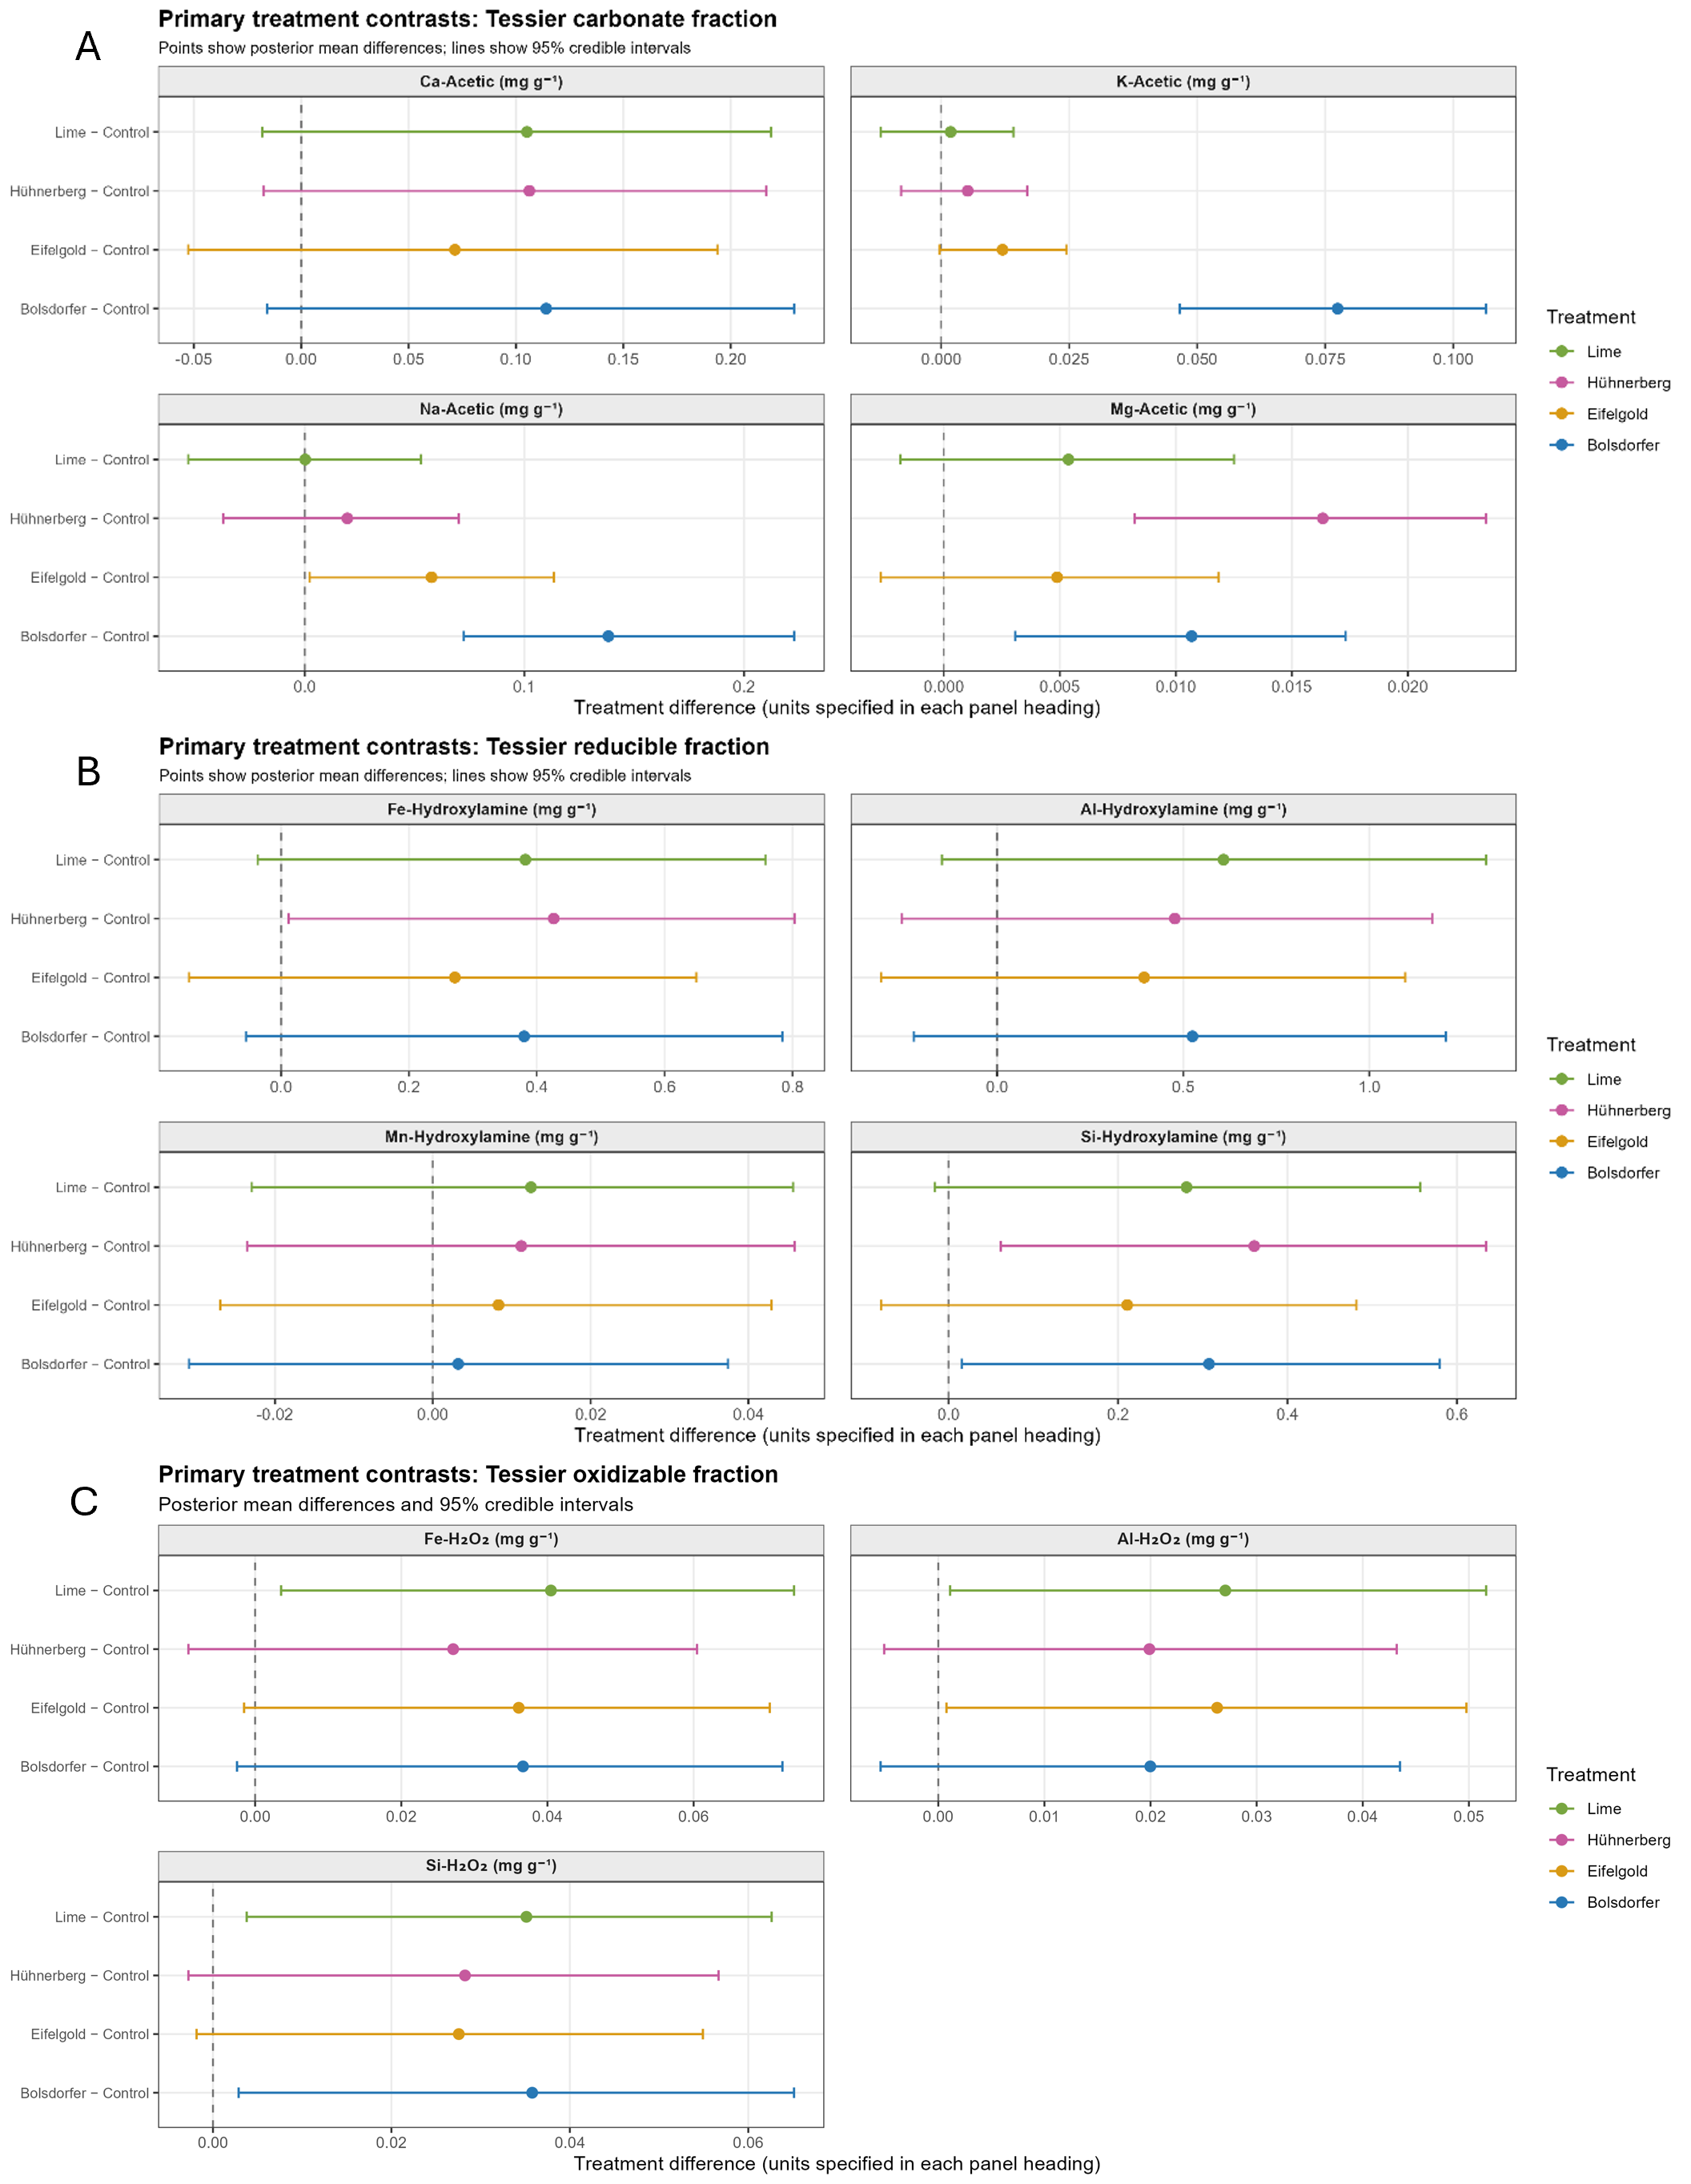 A
Primary treatment contrasts: Tessier carbonate fraction
Points show posterior mean differences; lines show 95% credible intervals
Ca-Acetic (mg g⁻¹)
K-Acetic (mg g⁻¹)
Lime − Control
Hühnerberg − Control
Eifelgold − Control
Bolsdorfer − Control
-0.05 0.00 0.05 0.10 0.15 0.20
0.000 0.025 0.050 0.075 0.100
Na-Acetic (mg g⁻¹)
Mg-Acetic (mg g⁻¹)
Lime − Control
Hühnerberg − Control
Eifelgold − Control
Bolsdorfer − Control
0.0 0.1 0.2
0.000 0.005 0.010 0.015 0.020
Treatment difference (units specified in each panel heading)
Treatment
Lime
Hühnerberg
Eifelgold
Bolsdorfer
B
Primary treatment contrasts: Tessier reducible fraction
Points show posterior mean differences; lines show 95% credible intervals
Fe-Hydroxylamine (mg g⁻¹)
Al-Hydroxylamine (mg g⁻¹)
Lime − Control
Hühnerberg − Control
Eifelgold − Control
Bolsdorfer − Control
0.0 0.2 0.4 0.6 0.8
0.0 0.5 1.0
Mn-Hydroxylamine (mg g⁻¹)
Si-Hydroxylamine (mg g⁻¹)
Lime − Control
Hühnerberg − Control
Eifelgold − Control
Bolsdorfer − Control
-0.02 0.00 0.02 0.04
0.0 0.2 0.4 0.6
Treatment difference (units specified in each panel heading)
Treatment
Lime
Hühnerberg
Eifelgold
Bolsdorfer
C
Primary treatment contrasts: Tessier oxidizable fraction
Posterior mean differences and 95% credible intervals
Fe-H₂O₂ (mg g⁻¹)
Al-H₂O₂ (mg g⁻¹)
Lime − Control
Hühnerberg − Control
Eifelgold − Control
Bolsdorfer − Control
0.00 0.02 0.04 0.06
0.00 0.01 0.02 0.03 0.04 0.05
Si-H₂O₂ (mg g⁻¹)
Lime − Control
Hühnerberg − Control
Eifelgold − Control
Bolsdorfer − Control
0.00 0.02 0.04 0.06
Treatment difference (units specified in each panel heading)
Treatment
Lime
Hühnerberg
Eifelgold
Bolsdorfer